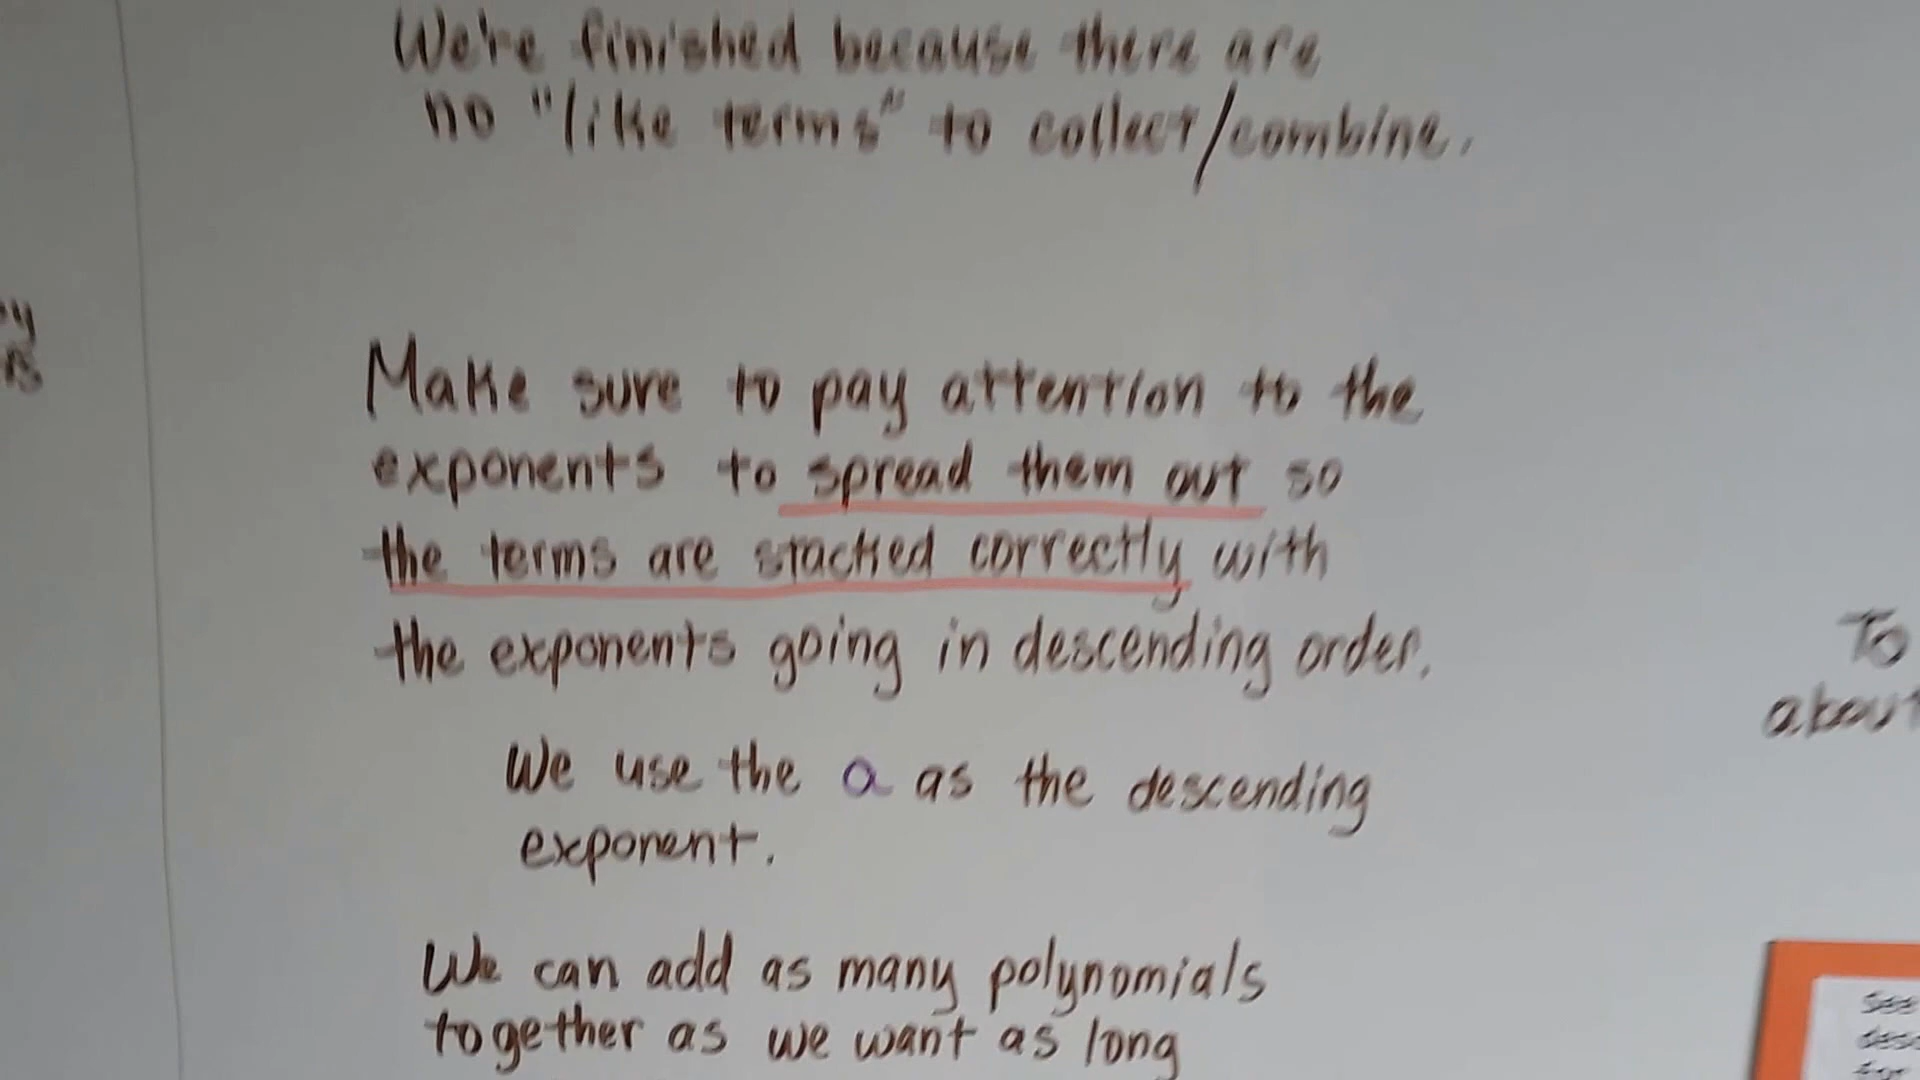 We're finished because there are
no "like terms" to collect/combine.
Make sure to pay attention to the
exponents to spread them out so
the terms are stacked correctly with
the exponents going in descending order.
We use the a as the descending
exponent.
We can add as many polynomials
together as we want as long
To
about
See